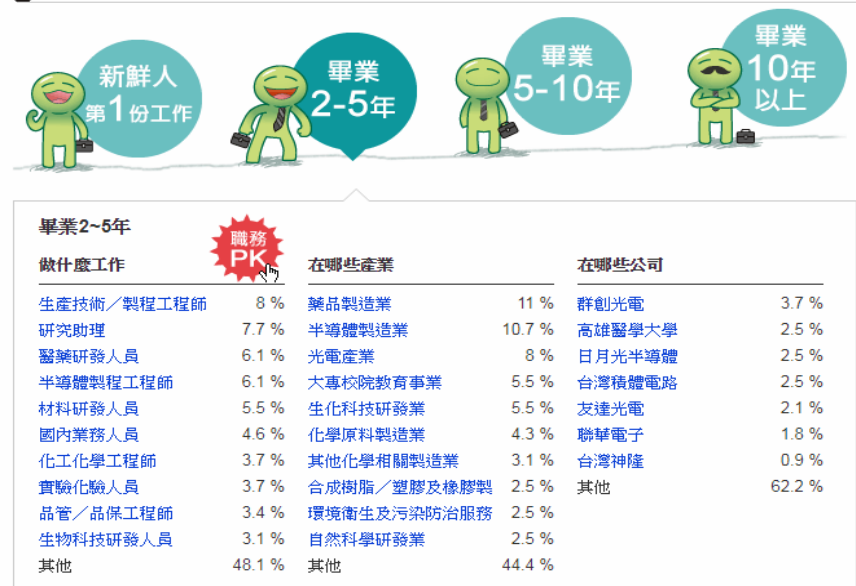 新鮮人
第1份工作
畢業
2-5年
畢業
5-10年
畢業
10年
以上
畢業2~5年
職務
PK
做什麼工作
生產技術／製程工程師 8 %
研究助理 7.7 %
醫藥研發人員 6.1 %
半導體製程工程師 6.1 %
材料研發人員 5.5 %
國內業務人員 4.6 %
化工化學工程師 3.7 %
實驗化驗人員 3.7 %
品管／品保工程師 3.4 %
生物科技研發人員 3.1 %
其他 48.1 %
在哪些產業
藥品製造業 11 %
半導體製造業 10.7 %
光電產業 8 %
大專校院教育事業 5.5 %
生化科技研發業 5.5 %
化學原料製造業 4.3 %
其他化學相關製造業 3.1 %
合成樹脂／塑膠及橡膠製 2.5 %
環境衛生及污染防治服務 2.5 %
自然科學研發業 2.5 %
其他 44.4 %
在哪些公司
群創光電 3.7 %
高雄醫學大學 2.5 %
日月光半導體 2.5 %
台灣積體電路 2.5 %
友達光電 2.1 %
聯華電子 1.8 %
台灣神隆 0.9 %
其他 62.2 %